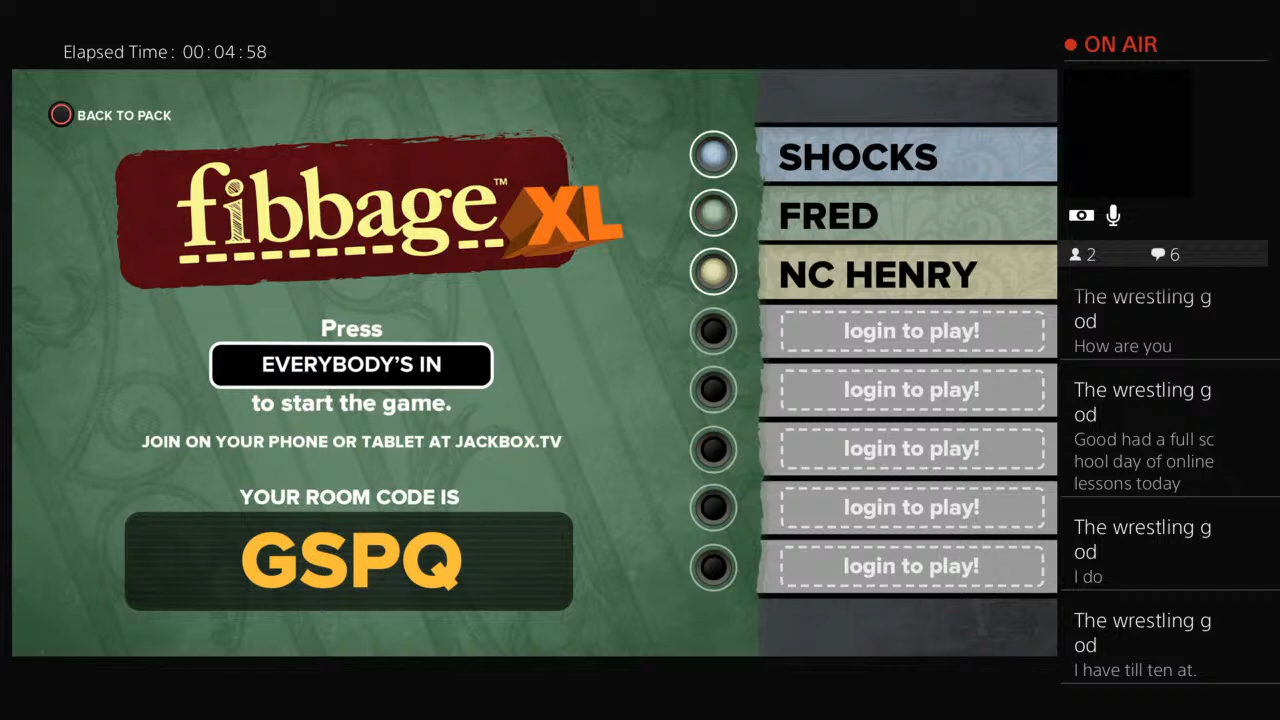 Elapsed Time: 00:04:58
ON AIR
BACK TO PACK
fibbage™ XL
Press
EVERYBODY'S IN
to start the game.
JOIN ON YOUR PHONE OR TABLET AT JACKBOX.TV
YOUR ROOM CODE IS
GSPQ
SHOCKS
FRED
NC HENRY
login to play!
login to play!
login to play!
login to play!
login to play!
2
6
The wrestling g
od
How are you
The wrestling g
od
Good had a full sc
hool day of online
lessons today
The wrestling g
od
I do
The wrestling g
od
I have till ten at.